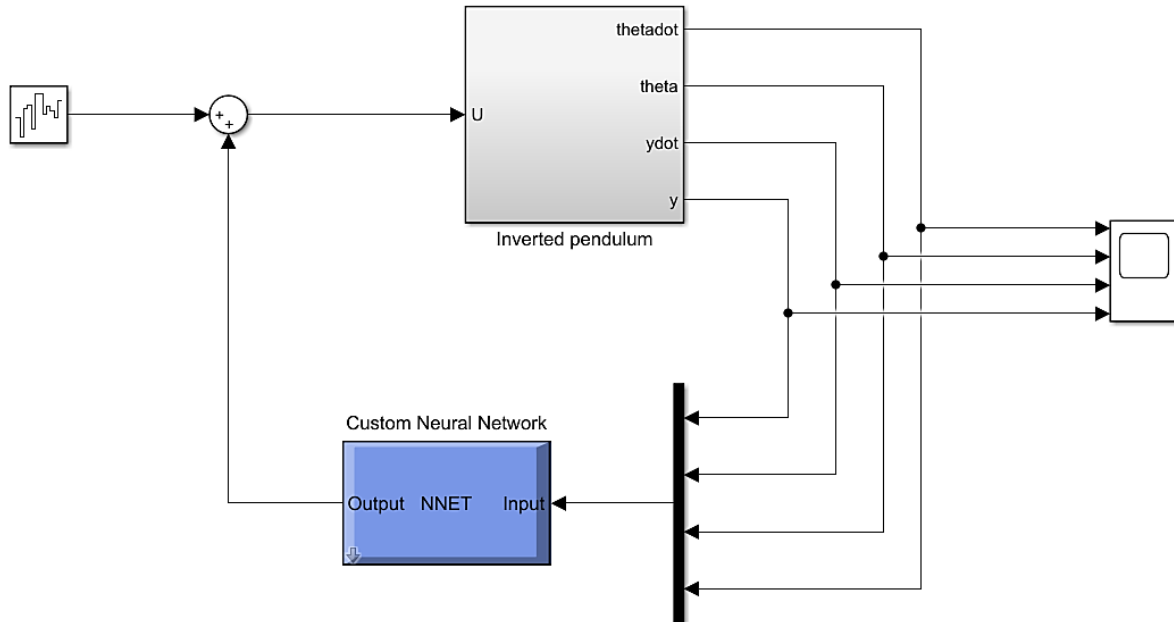 thetadot
theta
U
ydot
y
Inverted pendulum
Custom Neural Network
Output NNET Input